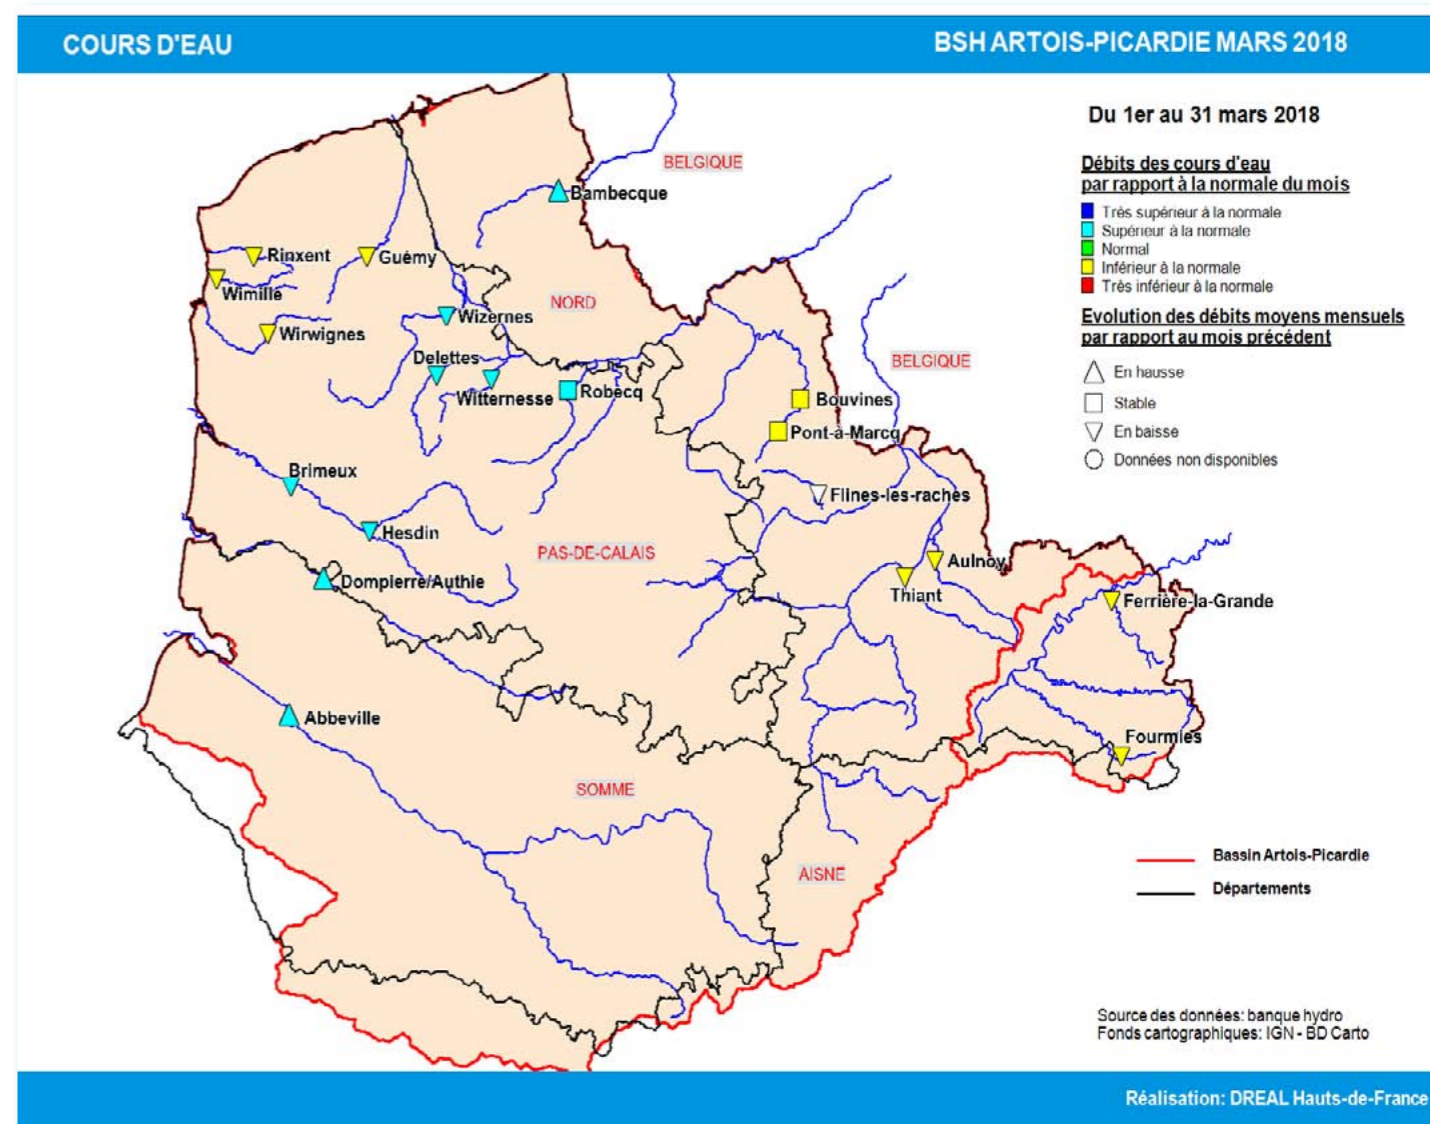 COURS D'EAU
BSH ARTOIS-PICARDIE MARS 2018
Du 1er au 31 mars 2018
Débits des cours d'eau
par rapport à la normale du mois
Très supérieur à la normale
Supérieur à la normale
Normal
Inférieur à la normale
Très inférieur à la normale
Evolution des débits moyens mensuels
par rapport au mois précédent
En hausse
Stable
En baisse
Données non disponibles
BELGIQUE
Bambecque
Rinxent
Guémy
Wimille
NORD
Wizernes
Wirwignes
Delettes
BELGIQUE
Witternesse
Robecq
Bouvines
Pont-à-Marcq
Brimeux
Flines-les-raches
Hesdin
PAS-DE-CALAIS
Aulnoy
Dompierre/Authie
Thiant
Ferrière-la-Grande
Abbeville
Fourmies
SOMME
AISNE
Bassin Artois-Picardie
Départements
Source des données: banque hydro
Fonds cartographiques: IGN - BD Carto
Réalisation: DREAL Hauts-de-France